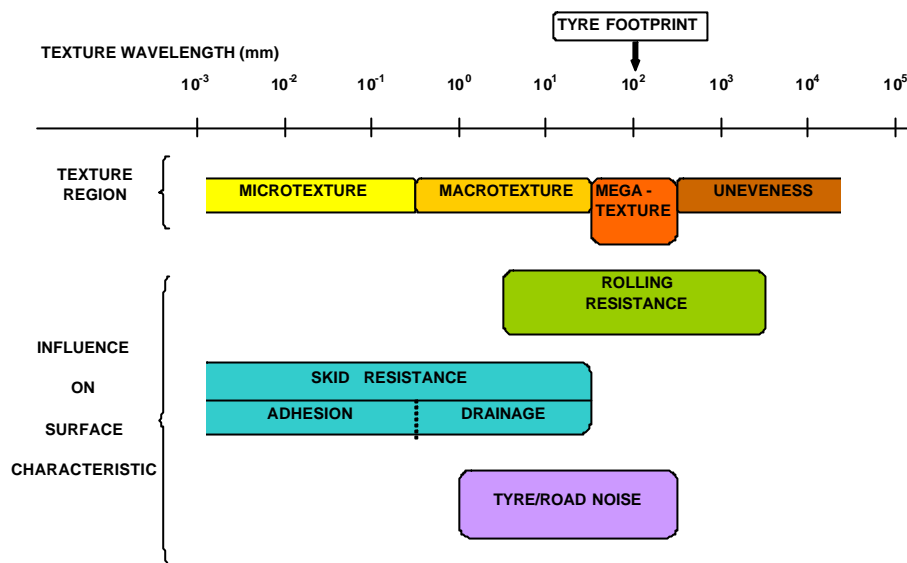 TYRE FOOTPRINT
TEXTURE WAVELENGTH (mm)
10⁻³ 10⁻² 10⁻¹ 10⁰ 10¹ 10² 10³ 10⁴ 10⁵
TEXTURE
REGION
MICROTEXTURE
MACROTEXTURE
MEGA -
TEXTURE
UNEVENESS
ROLLING
RESISTANCE
INFLUENCE
ON
SURFACE
CHARACTERISTIC
SKID RESISTANCE
ADHESION
DRAINAGE
TYRE/ROAD NOISE